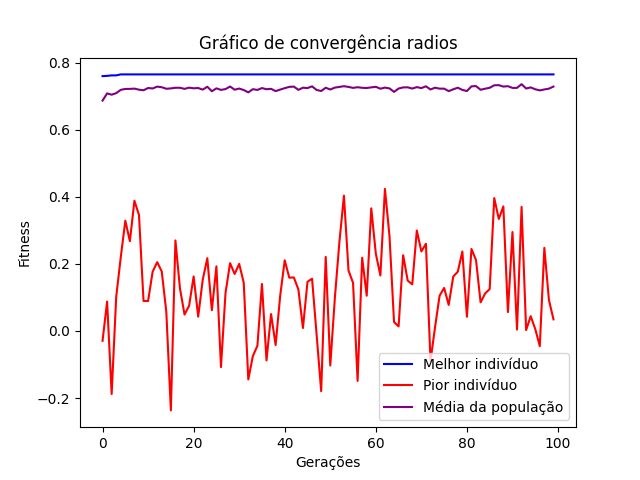 Gráfico de convergência radios
Fitness
0.8
0.6
0.4
0.2
0.0
−0.2
0 20 40 60 80 100
Gerações
Melhor indivíduo
Pior indivíduo
Média da população